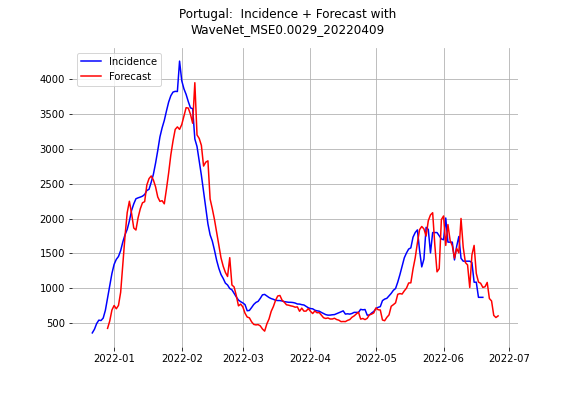 Portugal:  Incidence + Forecast with
WaveNet_MSE0.0029_20220409
Incidence
Forecast
4000
3500
3000
2500
2000
1500
1000
500
2022-01 2022-02 2022-03 2022-04 2022-05 2022-06 2022-07